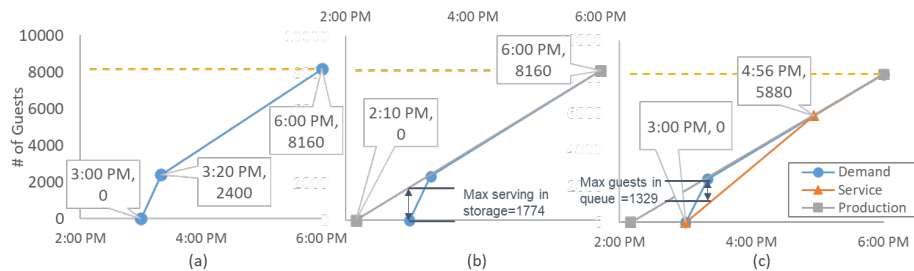 2:00 PM 4:00 PM 6:00 PM
# of Guests
10000
8000
6000
4000
2000
0
3:00 PM,
0
3:20 PM,
2400
6:00 PM,
8160
2:00 PM 4:00 PM 6:00 PM
(a)
2:10 PM,
0
6:00 PM,
8160
Max serving in
storage=1774
(b)
3:00 PM, 0
4:56 PM,
5880
Max guests in
queue =1329
Demand
Service
Production
2:00 PM 4:00 PM 6:00 PM
(c)